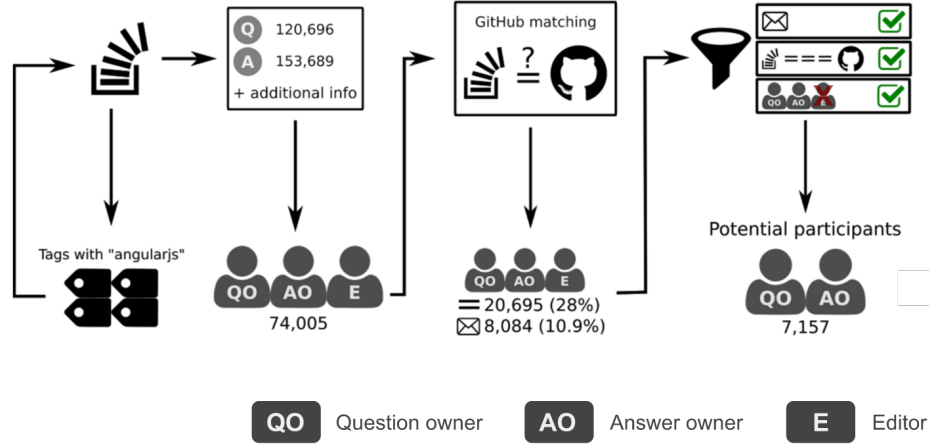 Tags with "angularjs"
Q 120,696
A 153,689
+ additional info
QO AO E
74,005
GitHub matching
?
=
QO AO E
= 20,695 (28%)
8,084 (10.9%)
===
QO AO E
Potential participants
QO AO
7,157
QO Question owner AO Answer owner E Editor